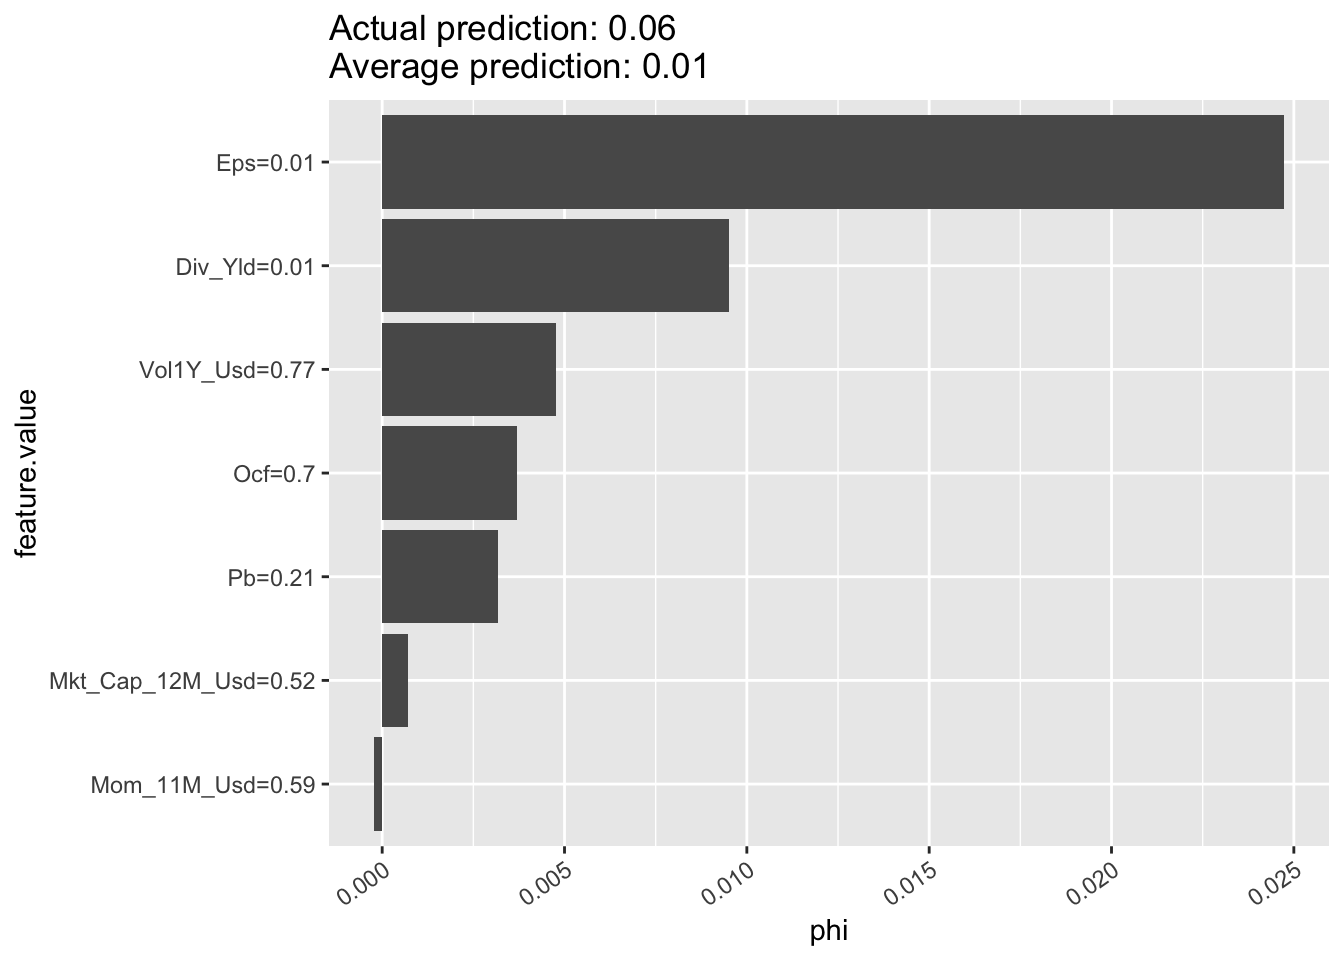 Actual prediction: 0.06
Average prediction: 0.01
feature.value
Eps=0.01
Div_Yld=0.01
Vol1Y_Usd=0.77
Ocf=0.7
Pb=0.21
Mkt_Cap_12M_Usd=0.52
Mom_11M_Usd=0.59
0.000 0.005 0.010 0.015 0.020 0.025
phi